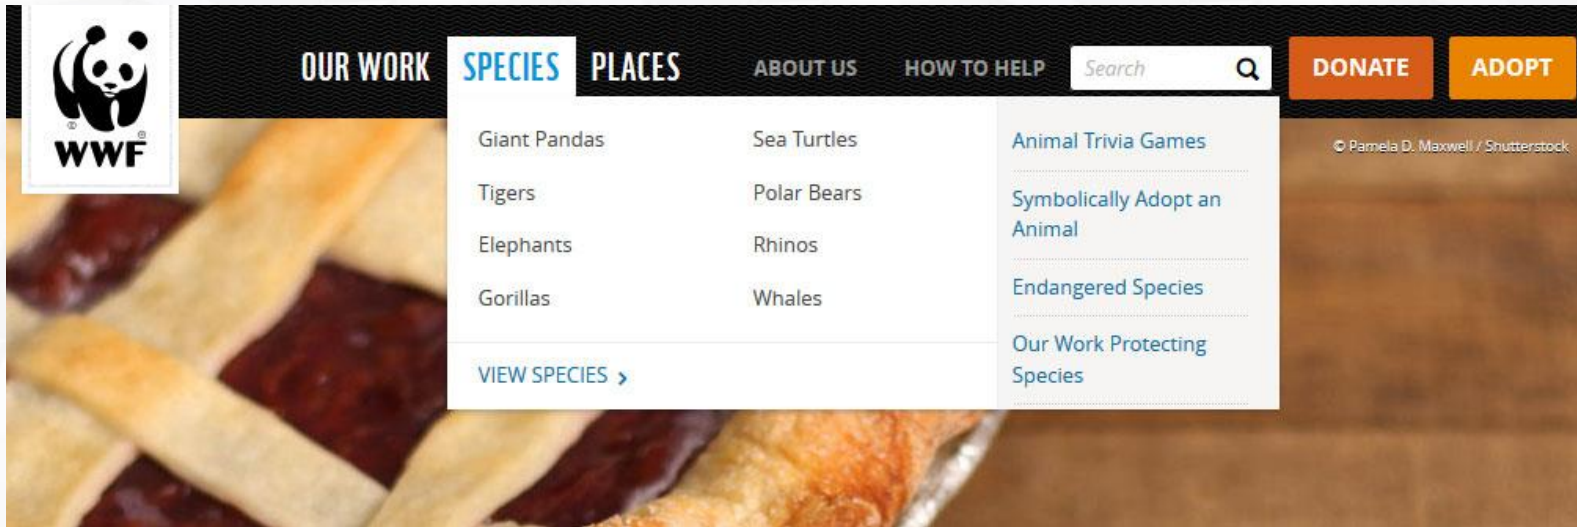 WWF
OUR WORK SPECIES PLACES ABOUT US HOW TO HELP Search DONATE ADOPT
Giant Pandas
Tigers
Elephants
Gorillas
Sea Turtles
Polar Bears
Rhinos
Whales
VIEW SPECIES >
Animal Trivia Games
Symbolically Adopt an
Animal
Endangered Species
Our Work Protecting
Species
© Pamela D. Maxwell / Shutterstock